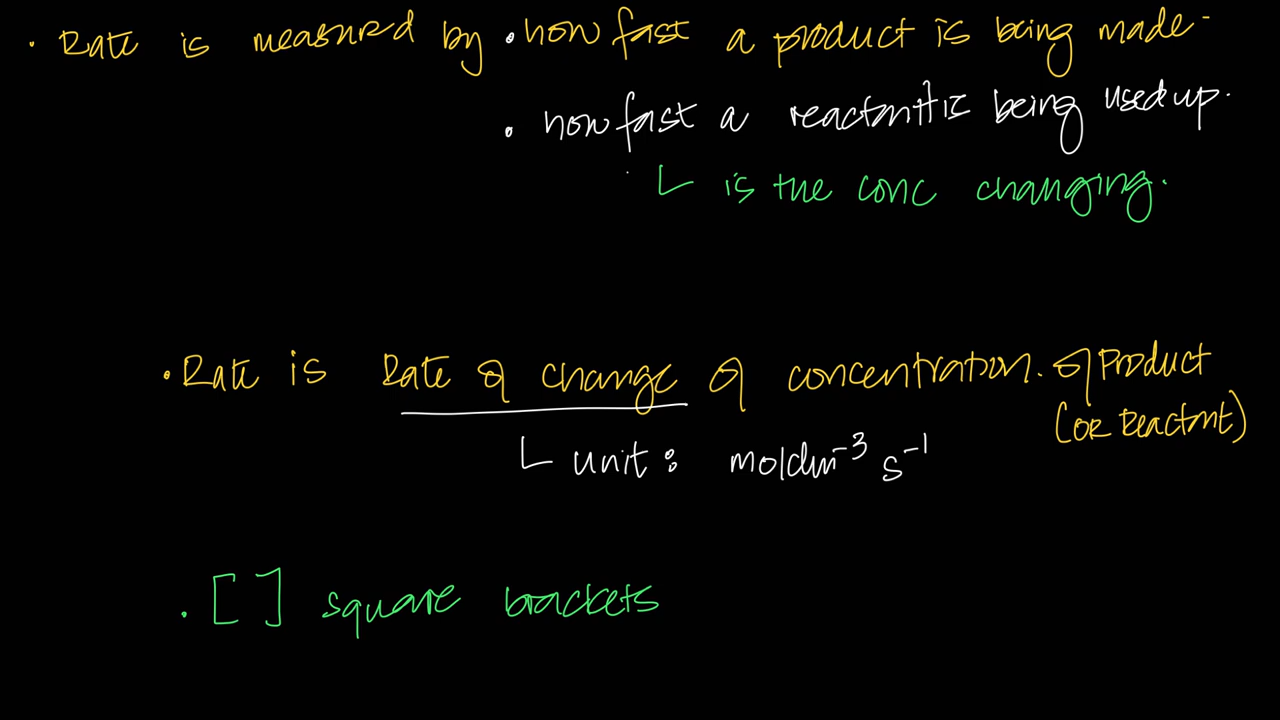 · Rate is measured by · how fast a product is being made.
· how fast a reactant is being used up.
L is the conc changing.
· Rate is Rate of change of concentration. of Product
(or Reactant)
L unit: moldm⁻³ s⁻¹
· [ ] square brackets